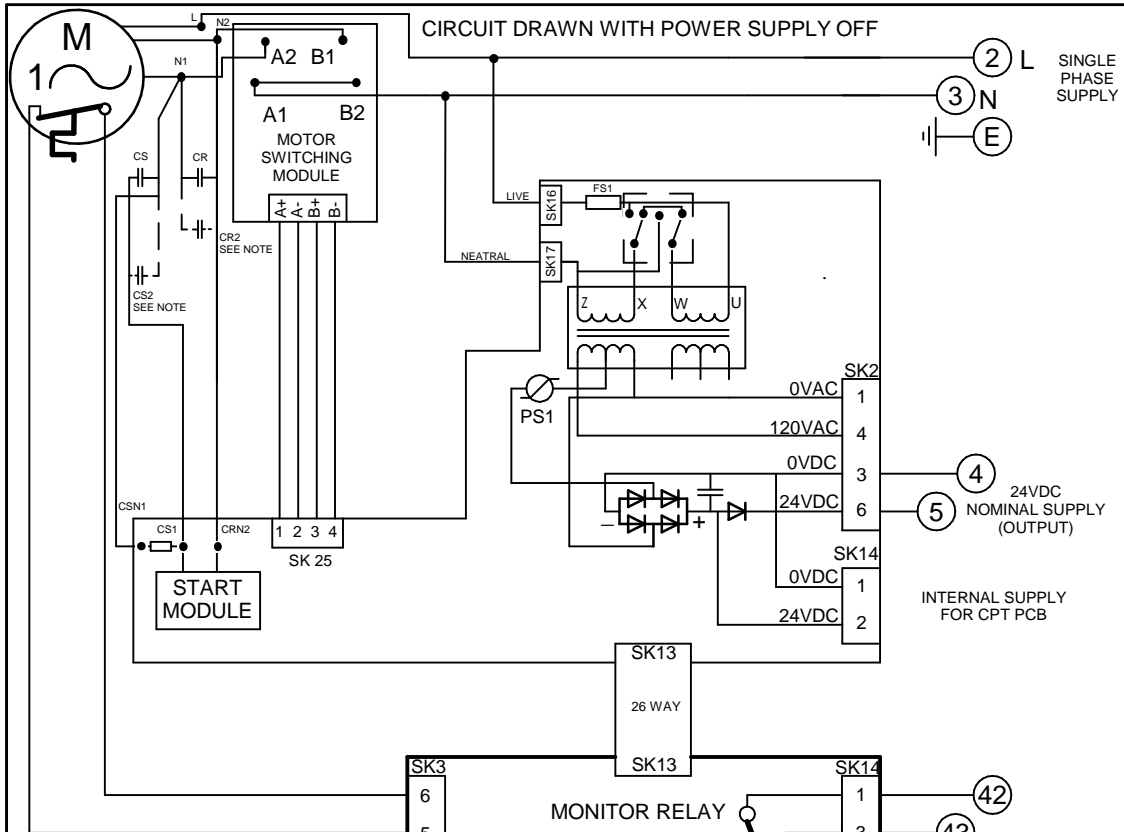 CIRCUIT DRAWN WITH POWER SUPPLY OFF
L
N2
M
1
N1
A2 B1
A1 B2
MOTOR
SWITCHING
MODULE
A+ A- B+ B-
2 L
3 N
E
SINGLE
PHASE
SUPPLY
CS
CR
CR2
SEE NOTE
CS2
SEE NOTE
LIVE
SK16
FS1
NEATRAL
SK17
Z X W U
PS1
SK2
0VAC 1
120VAC 4
0VDC 3
24VDC 6
4
5
24VDC
NOMINAL SUPPLY
(OUTPUT)
– +
SK14
0VDC 1
24VDC 2
INTERNAL SUPPLY
FOR CPT PCB
CSN1
CS1
CRN2
1 2 3 4
SK 25
START
MODULE
SK13
26 WAY
SK13
SK3
6
5
MONITOR RELAY
SK14
1
3
42
43